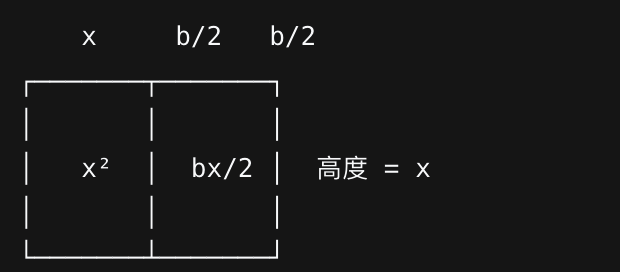 x b/2 b/2
x² bx/2 高度 = x